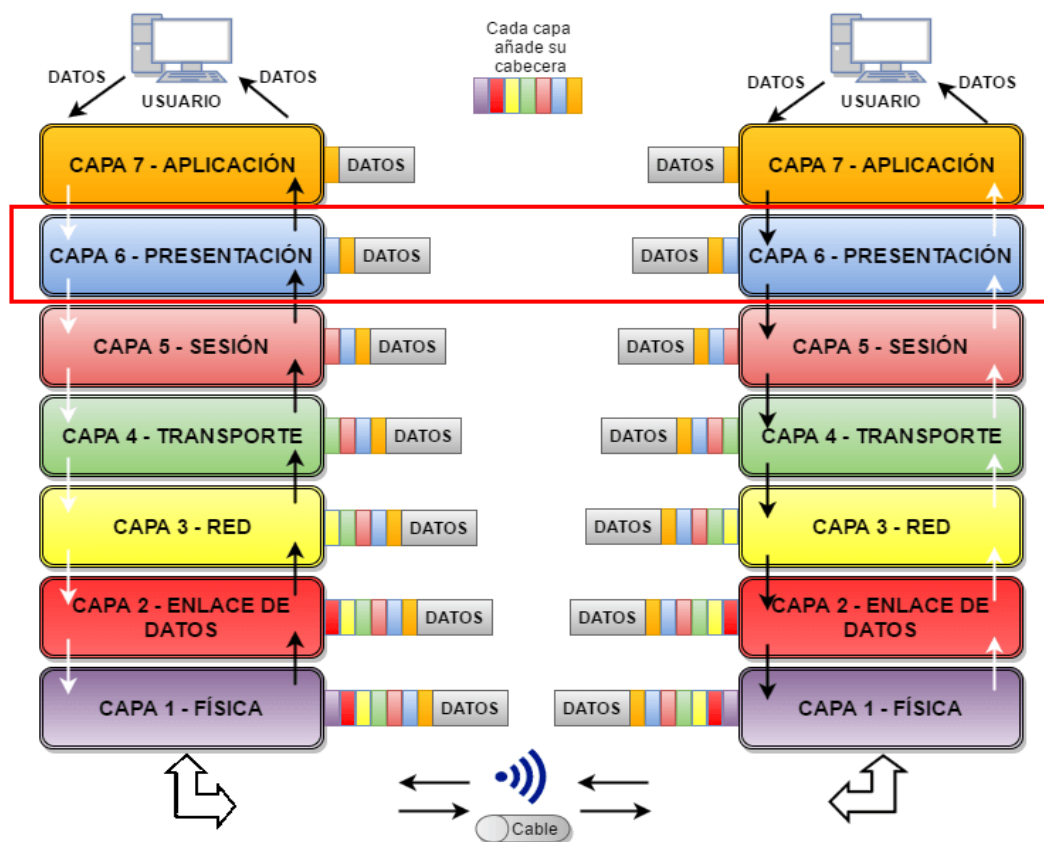 Cada capa
añade su
cabecera
DATOS
DATOS
USUARIO
DATOS
DATOS
USUARIO
CAPA 7 - APLICACIÓN
DATOS
DATOS
CAPA 7 - APLICACIÓN
CAPA 6 - PRESENTACIÓN
DATOS
DATOS
CAPA 6 - PRESENTACIÓN
CAPA 5 - SESIÓN
DATOS
DATOS
CAPA 5 - SESIÓN
CAPA 4 - TRANSPORTE
DATOS
DATOS
CAPA 4 - TRANSPORTE
CAPA 3 - RED
DATOS
DATOS
CAPA 3 - RED
CAPA 2 - ENLACE DE
DATOS
DATOS
DATOS
CAPA 2 - ENLACE DE
DATOS
CAPA 1 - FÍSICA
DATOS
DATOS
CAPA 1 - FÍSICA
Cable